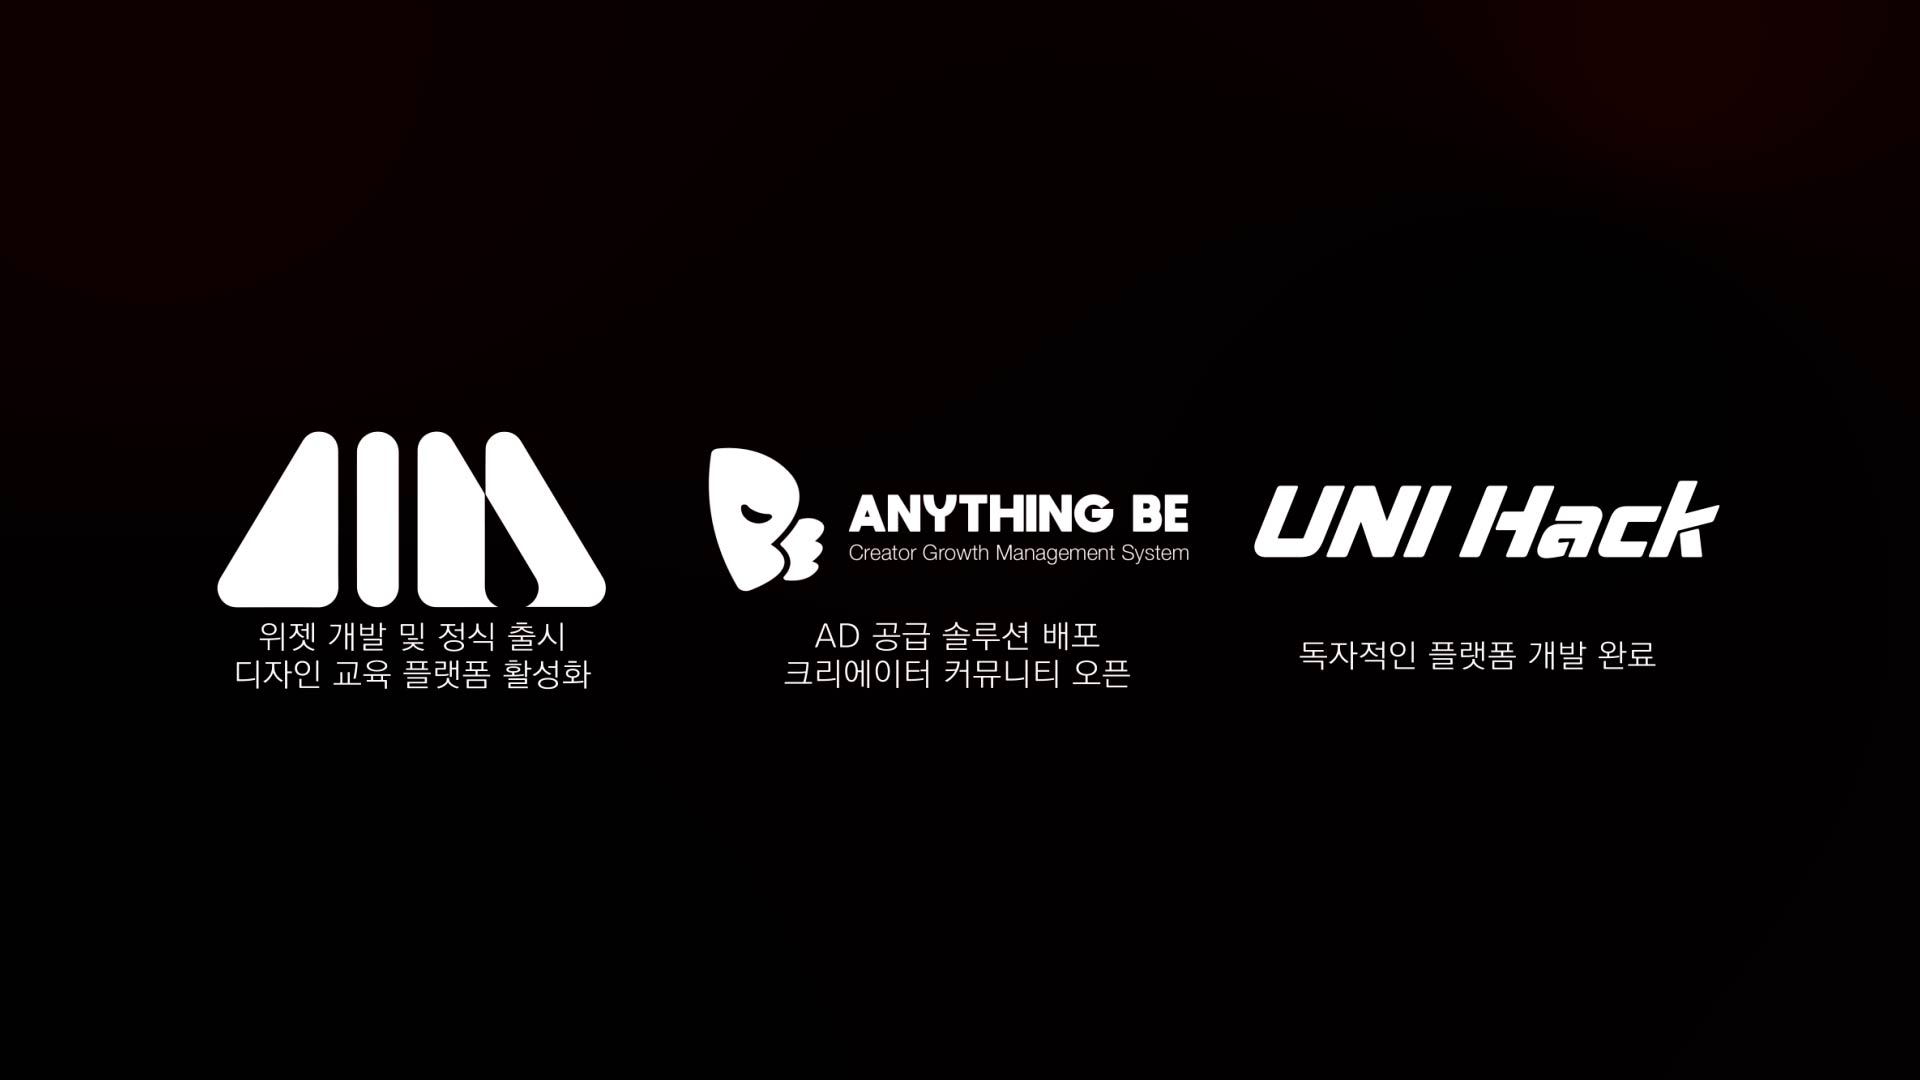 위젯 개발 및 정식 출시
디자인 교육 플랫폼 활성화
ANYTHING BE
Creator Growth Management System
AD 공급 솔루션 배포
크리에이터 커뮤니티 오픈
UNI Hack
독자적인 플랫폼 개발 완료